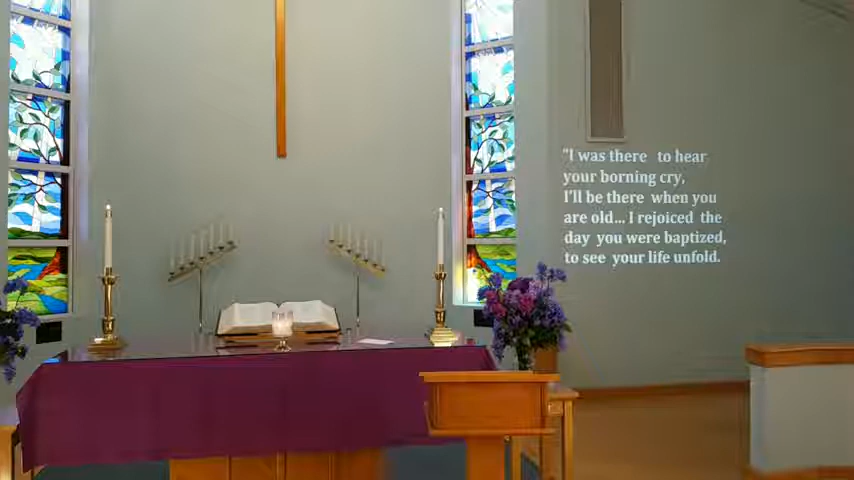 "I was there to hear
your borning cry,
I'll be there when you
are old... I rejoiced the
day you were baptized,
to see your life unfold.